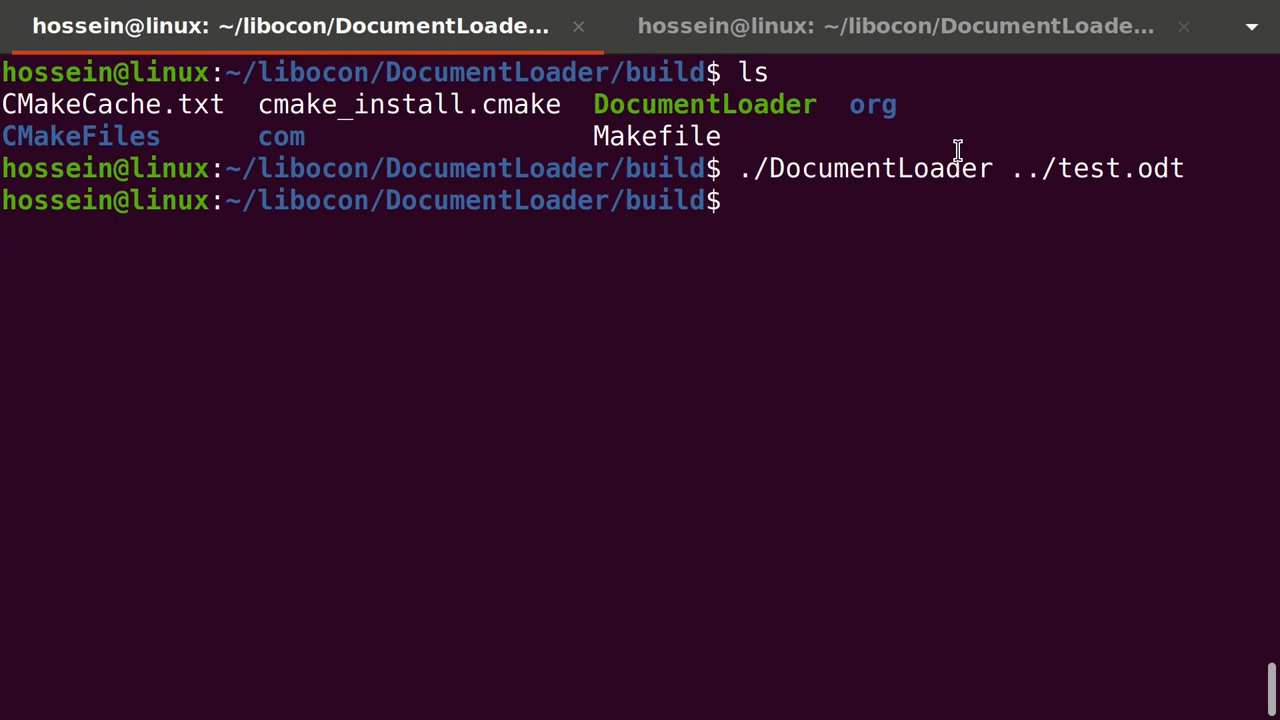 hossein@linux: ~/libocon/DocumentLoade... × hossein@linux: ~/libocon/DocumentLoade... ×
hossein@linux:~/libocon/DocumentLoader/build$ ls
CMakeCache.txt cmake_install.cmake DocumentLoader org
CMakeFiles com Makefile
hossein@linux:~/libocon/DocumentLoader/build$ ./DocumentLoader ../test.odt
hossein@linux:~/libocon/DocumentLoader/build$